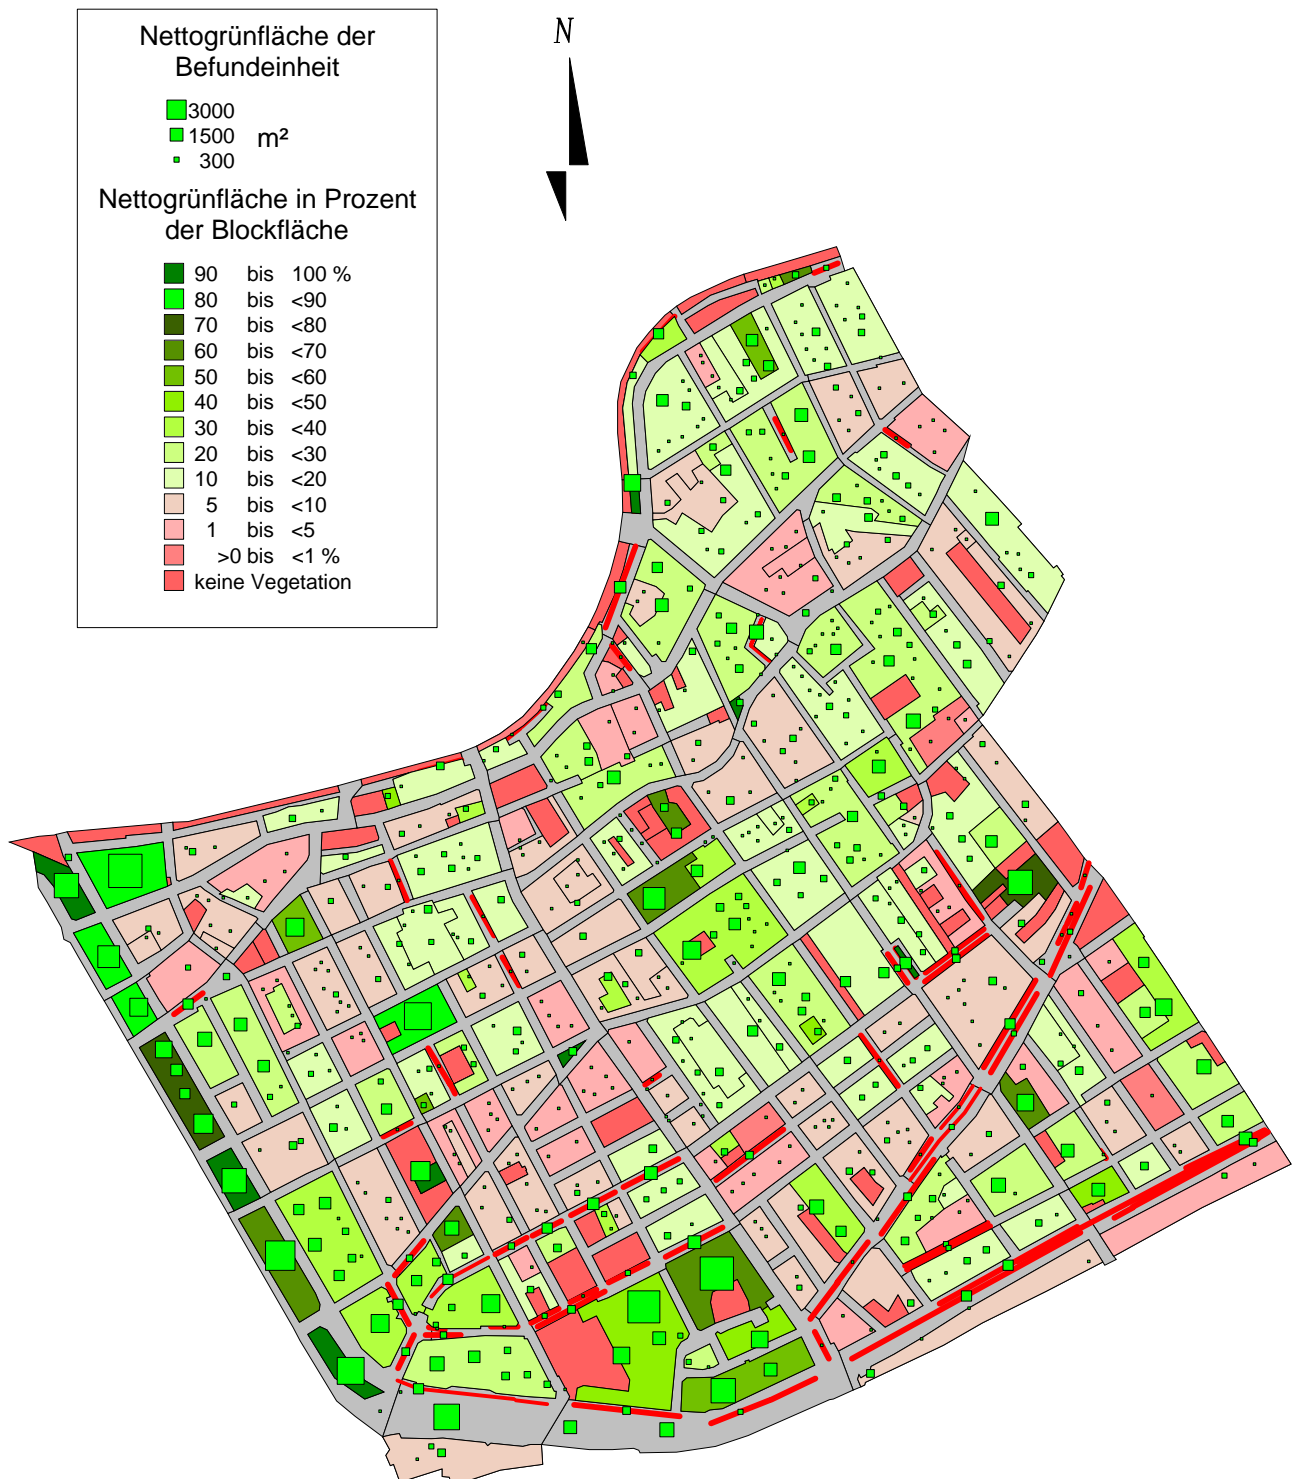 Nettogrünfläche der
Befundeinheit
3000
1500 m²
300
Nettogrünfläche in Prozent
der Blockfläche
90 bis 100 %
80 bis <90
70 bis <80
60 bis <70
50 bis <60
40 bis <50
30 bis <40
20 bis <30
10 bis <20
5 bis <10
1 bis <5
>0 bis <1 %
keine Vegetation
N